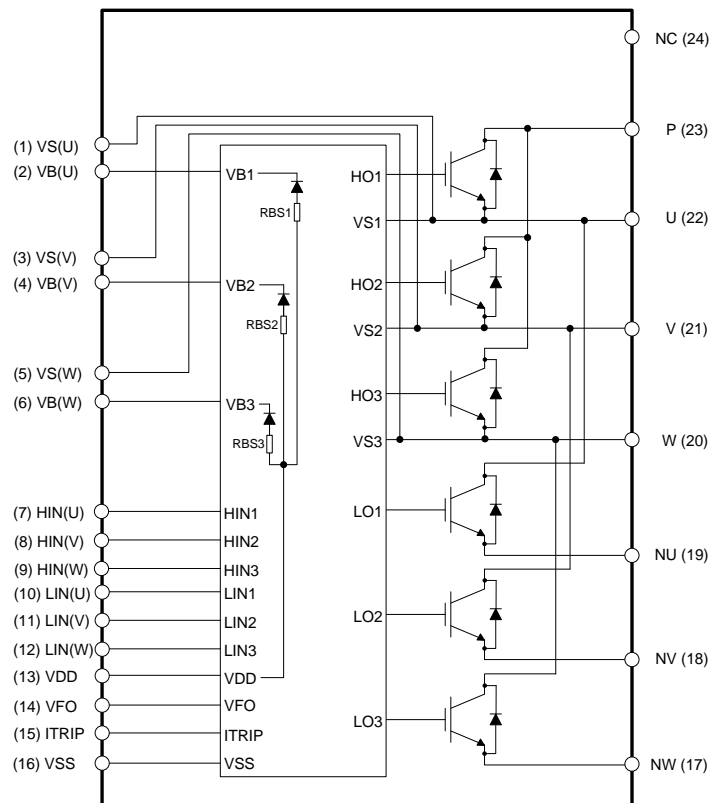 NC (24)
(1) VS(U)
(2) VB(U)
(3) VS(V)
(4) VB(V)
(5) VS(W)
(6) VB(W)
(7) HIN(U)
(8) HIN(V)
(9) HIN(W)
(10) LIN(U)
(11) LIN(V)
(12) LIN(W)
(13) VDD
(14) VFO
(15) ITRIP
(16) VSS
VB1
RBS1
VB2
RBS2
VB3
RBS3
HIN1
HIN2
HIN3
LIN1
LIN2
LIN3
VDD
VFO
ITRIP
VSS
HO1
VS1
HO2
VS2
HO3
VS3
LO1
LO2
LO3
P (23)
U (22)
V (21)
W (20)
NU (19)
NV (18)
NW (17)